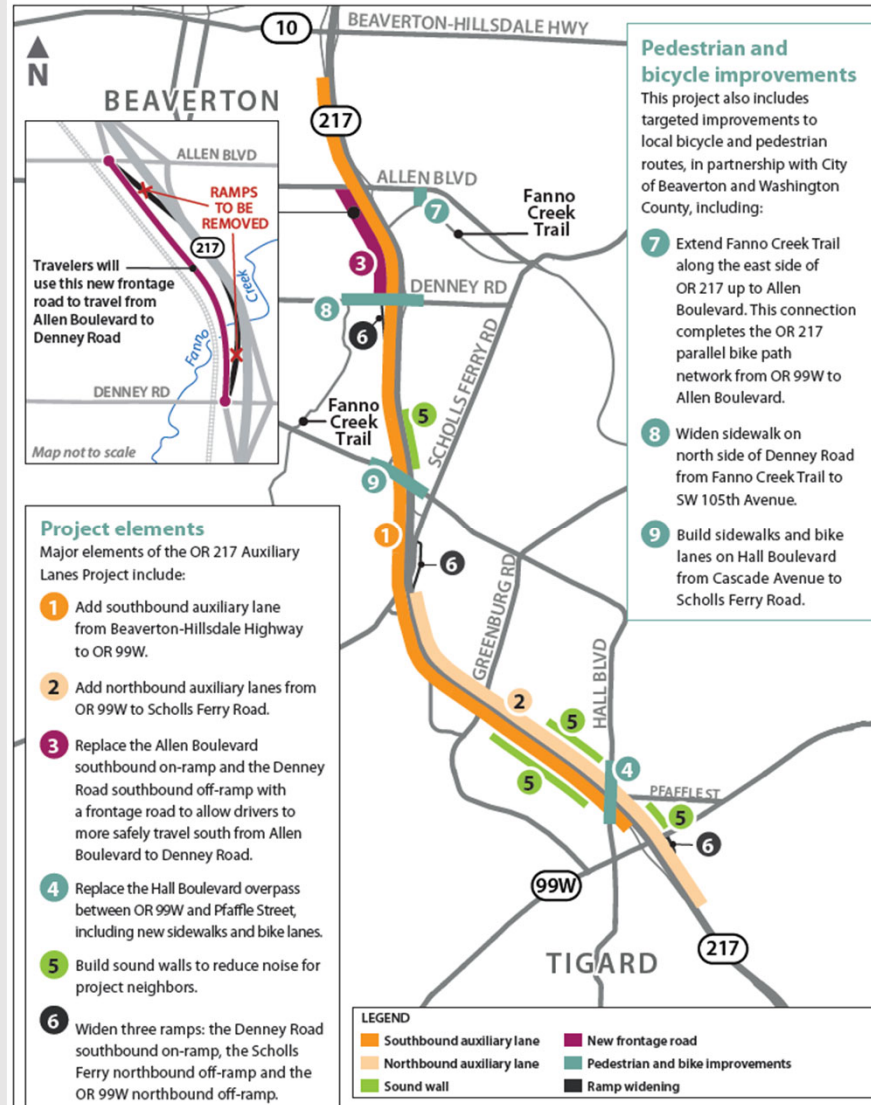 BEAVERTON-HILLSDALE HWY
10
N
BEAVERTON
217
ALLEN BLVD
7
Fanno
Creek
Trail
3
DENNEY RD
8
6
SCHOLLS FERRY RD
Fanno
Creek
Trail
5
9
1
6
GREENBURG RD
HALL BLVD
2
5
5
4
PFAFFLE ST
5
6
99W
217
TIGARD
ALLEN BLVD
RAMPS
TO BE
REMOVED
217
Travelers will
use this new frontage
road to travel from
Allen Boulevard to
Denney Road
Fanno Creek
DENNEY RD
Map not to scale
Project elements
Major elements of the OR 217 Auxiliary
Lanes Project include:
1 Add southbound auxiliary lane
from Beaverton-Hillsdale Highway
to OR 99W.
2 Add northbound auxiliary lanes from
OR 99W to Scholls Ferry Road.
3 Replace the Allen Boulevard
southbound on-ramp and the Denney
Road southbound off-ramp with
a frontage road to allow drivers to
more safely travel south from Allen
Boulevard to Denney Road.
4 Replace the Hall Boulevard overpass
between OR 99W and Pfaffle Street,
including new sidewalks and bike lanes.
5 Build sound walls to reduce noise for
project neighbors.
6 Widen three ramps: the Denney Road
southbound on-ramp, the Scholls
Ferry northbound off-ramp and the
OR 99W northbound off-ramp.
Pedestrian and
bicycle improvements
This project also includes
targeted improvements to
local bicycle and pedestrian
routes, in partnership with City
of Beaverton and Washington
County, including:
7 Extend Fanno Creek Trail
along the east side of
OR 217 up to Allen
Boulevard. This connection
completes the OR 217
parallel bike path
network from OR 99W to
Allen Boulevard.
8 Widen sidewalk on
north side of Denney Road
from Fanno Creek Trail to
SW 105th Avenue.
9 Build sidewalks and bike
lanes on Hall Boulevard
from Cascade Avenue to
Scholls Ferry Road.
LEGEND
Southbound auxiliary lane
Northbound auxiliary lane
Sound wall
New frontage road
Pedestrian and bike improvements
Ramp widening